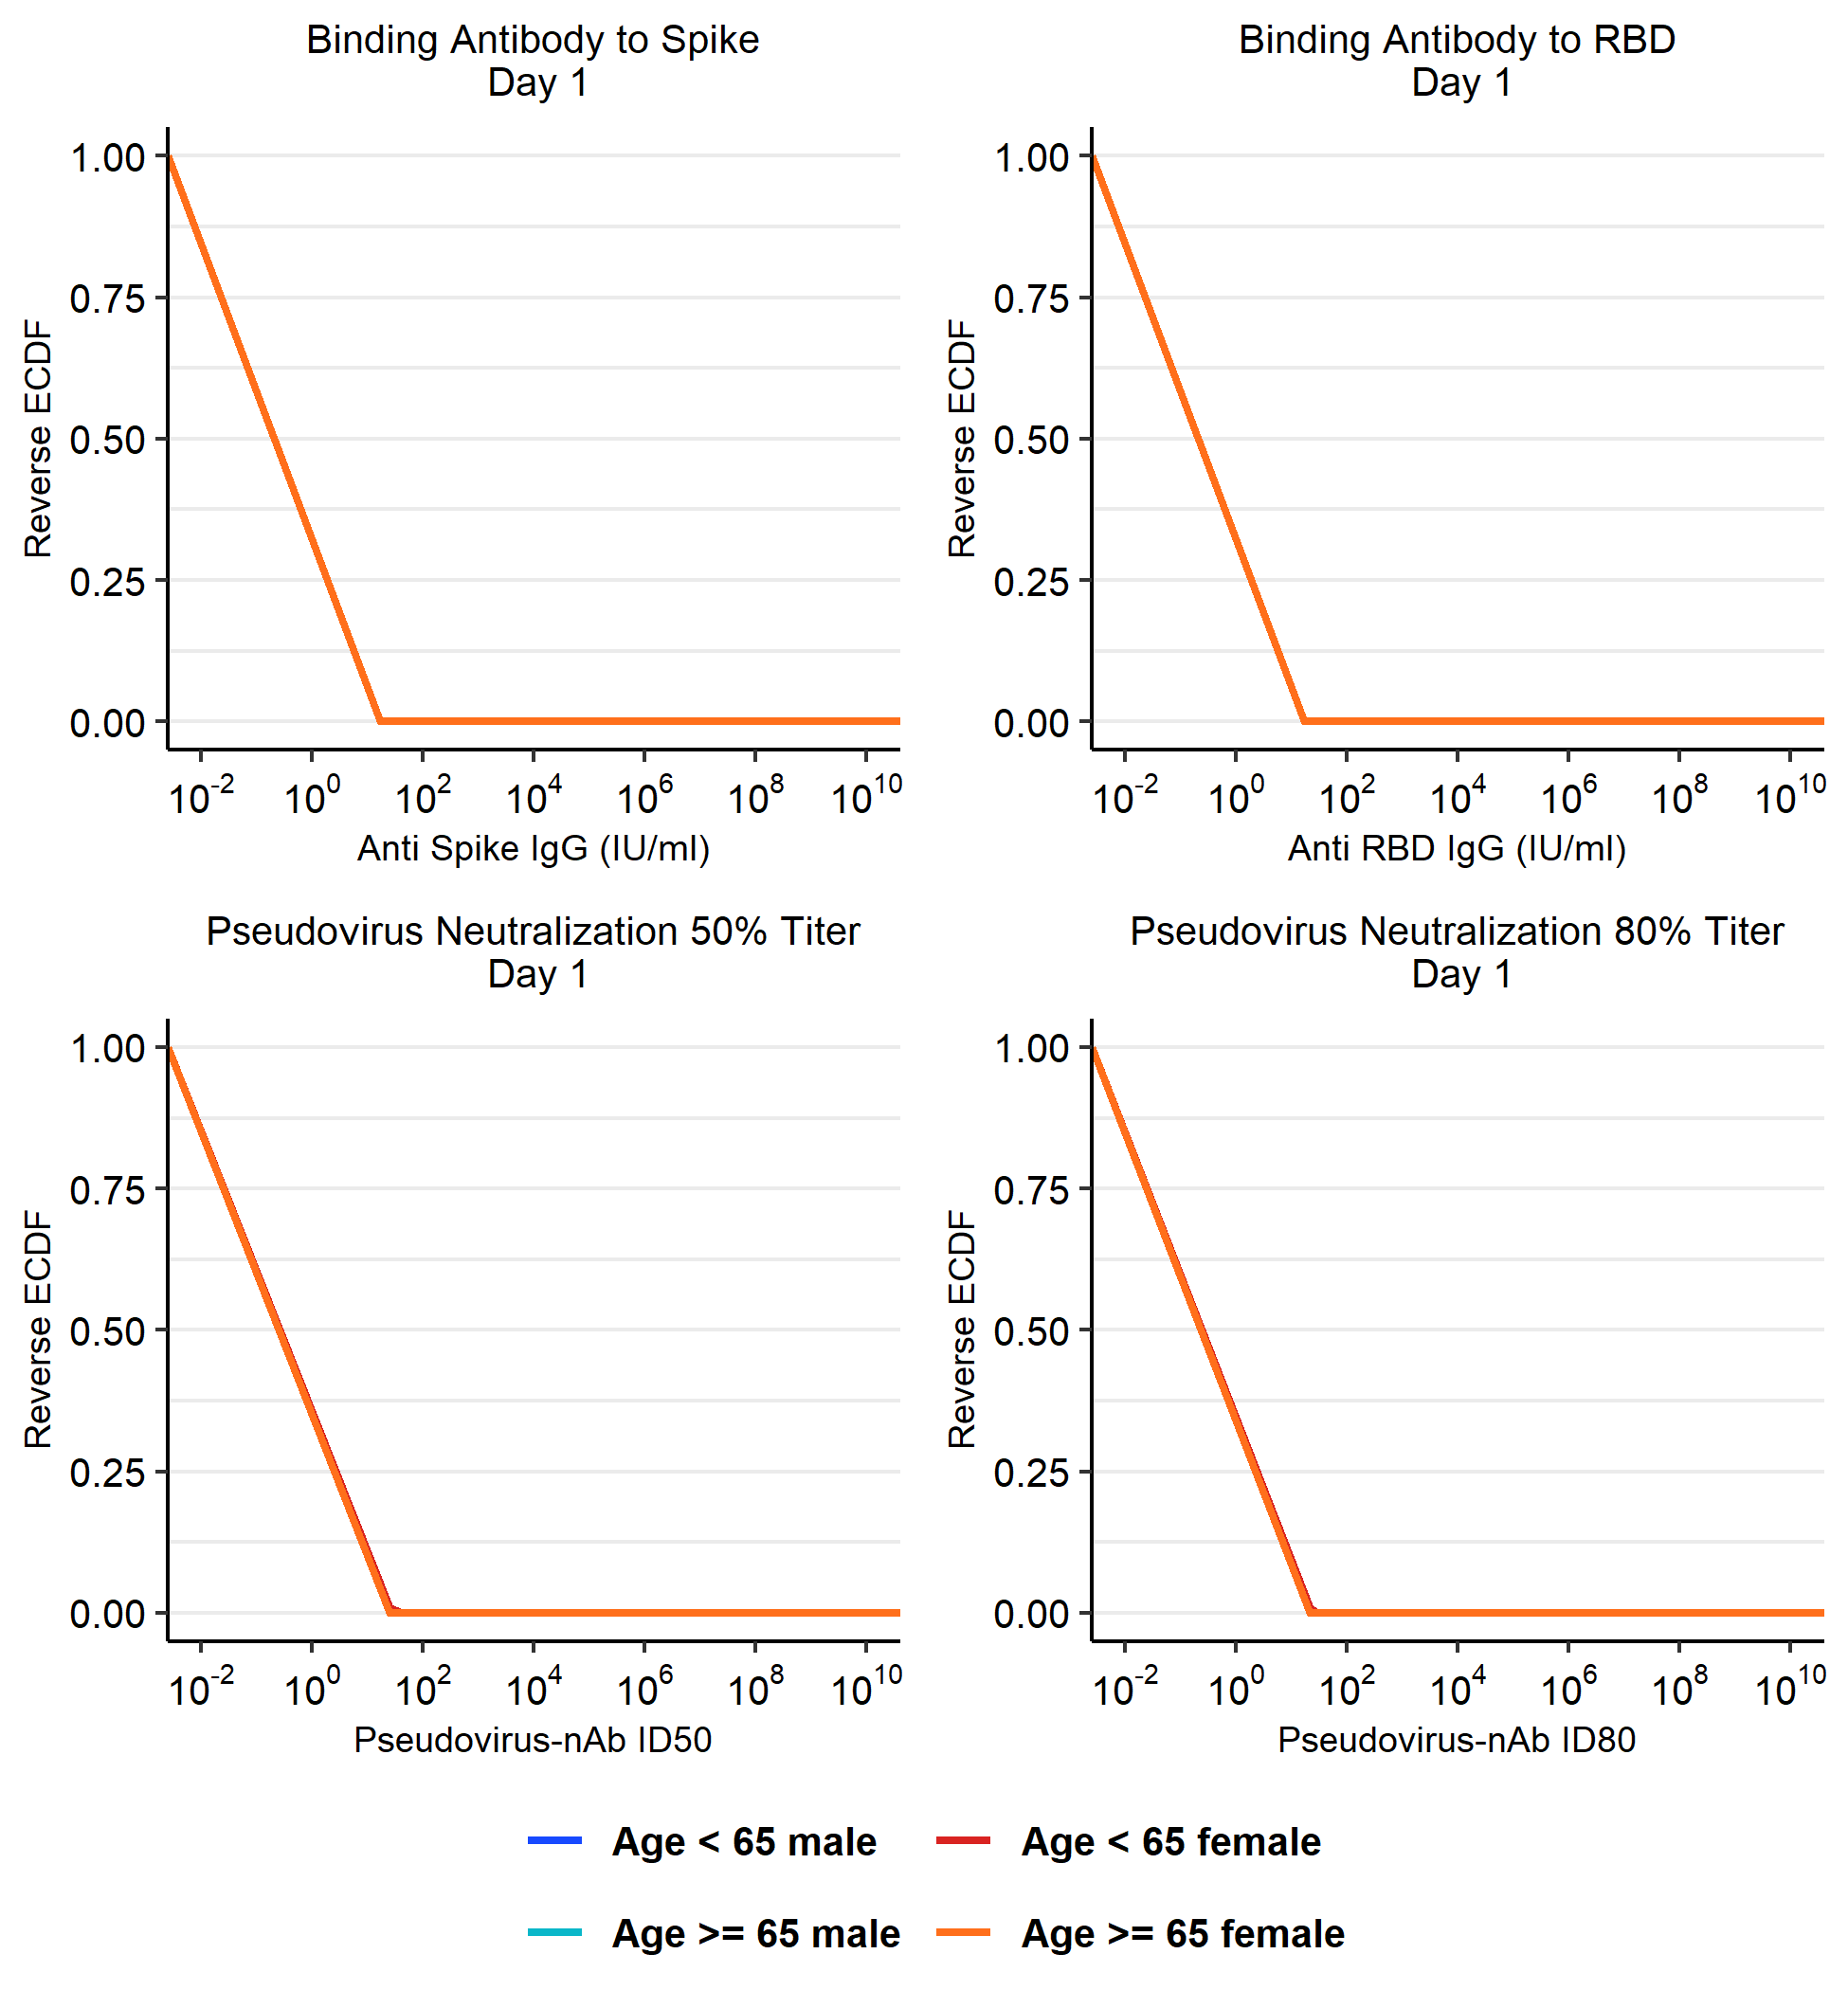 Binding Antibody to Spike
Day 1
1.00
0.75
0.50
0.25
0.00
Reverse ECDF
10-2 100 102 104 106 108 1010
Anti Spike IgG (IU/ml)
Binding Antibody to RBD
Day 1
1.00
0.75
0.50
0.25
0.00
Reverse ECDF
10-2 100 102 104 106 108 1010
Anti RBD IgG (IU/ml)
Pseudovirus Neutralization 50% Titer
Day 1
1.00
0.75
0.50
0.25
0.00
Reverse ECDF
10-2 100 102 104 106 108 1010
Pseudovirus-nAb ID50
Pseudovirus Neutralization 80% Titer
Day 1
1.00
0.75
0.50
0.25
0.00
Reverse ECDF
10-2 100 102 104 106 108 1010
Pseudovirus-nAb ID80
Age < 65 male
Age < 65 female
Age >= 65 male
Age >= 65 female